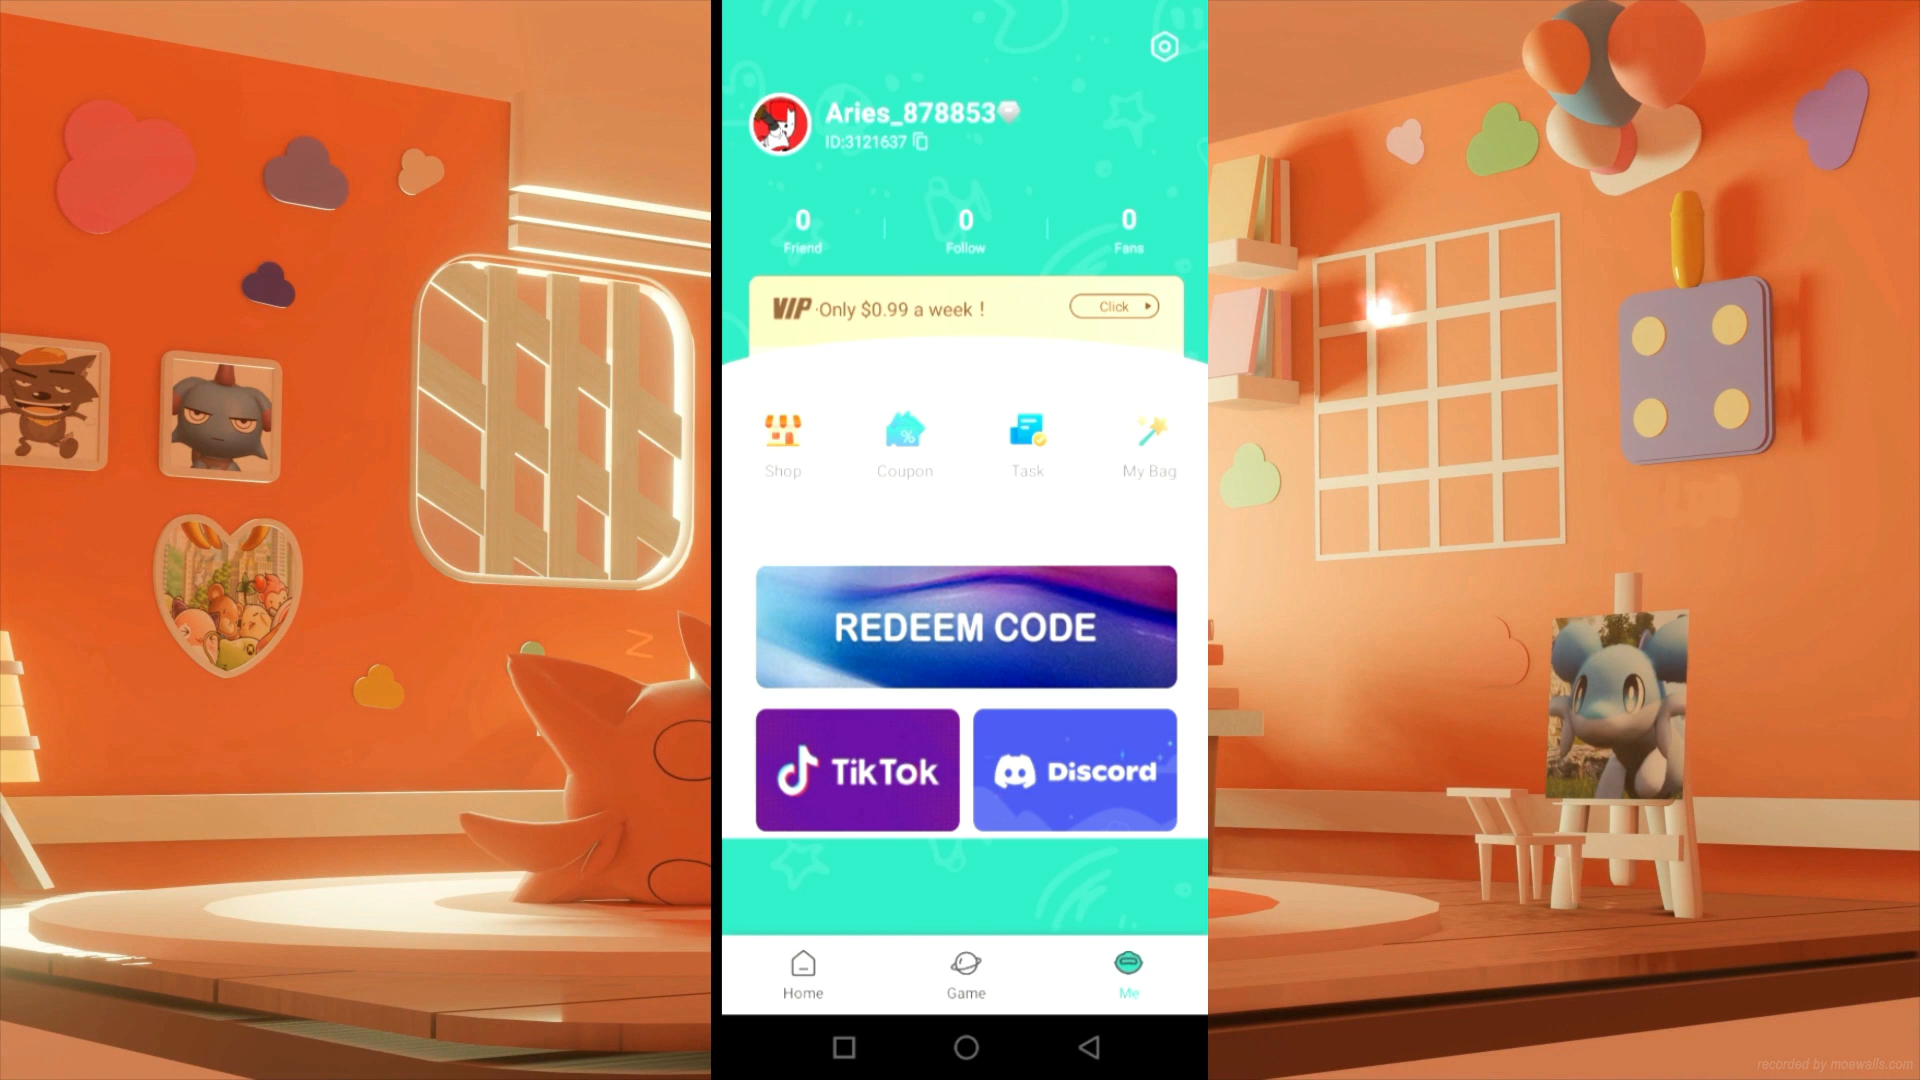 Aries_878853
ID:3121637
0 0 0
Friend Follow Fans
VIP ·Only $0.99 a week ! Click
Shop Coupon Task My Bag
REDEEM CODE
TikTok Discord
Home Game Me
Z
recorded by moewalls.com